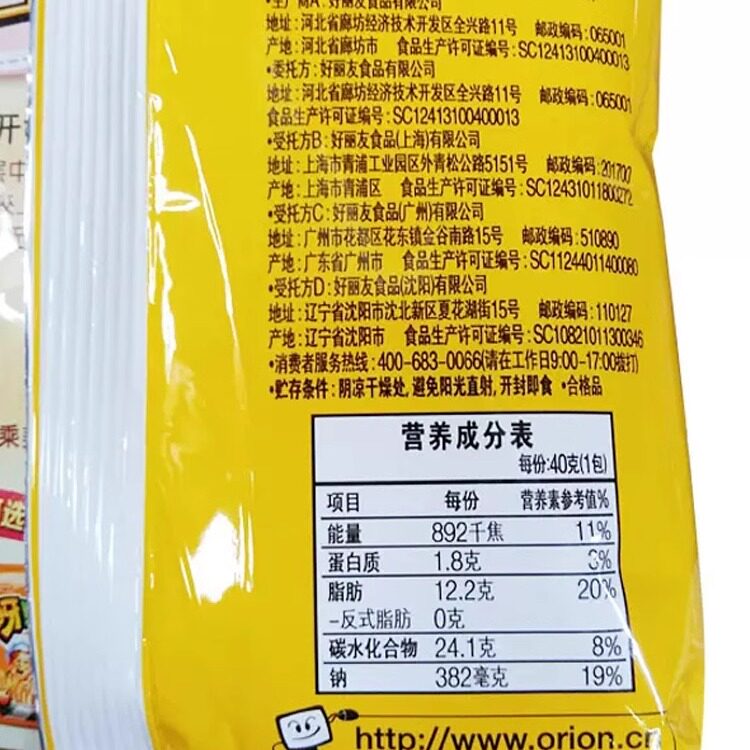 •生产商A:好丽友食品有限公司
地址:河北省廊坊经济技术开发区全兴路11号 邮政编码:065001
产地:河北省廊坊市 食品生产许可证编号:SC12413100400013
•委托方:好丽友食品有限公司
地址:河北省廊坊经济技术开发区全兴路11号 邮政编码:065001
食品生产许可证编号:SC12413100400013
•受托方B:好丽友食品(上海)有限公司
地址:上海市青浦工业园区外青松公路5151号 邮政编码:201700
产地:上海市青浦区 食品生产许可证编号:SC12431011800272
•受托方C:好丽友食品(广州)有限公司
地址:广州市花都区花东镇金谷南路15号 邮政编码:510890
产地:广东省广州市 食品生产许可证编号:SC11244011400080
•受托方D:好丽友食品(沈阳)有限公司
地址:辽宁省沈阳市沈北新区夏花湖街15号 邮政编码:110127
产地:辽宁省沈阳市 食品生产许可证编号:SC10821011300346
•消费者服务热线:400-683-0066(请在工作日9:00-17:00拨打)
•贮存条件:阴凉干燥处,避免阳光直射,开封即食 •合格品
营养成分表
每份:40克(1包)
项目 每份 营养素参考值%
能量 892千焦 11%
蛋白质 1.8克 3%
脂肪 12.2克 20%
-反式脂肪 0克
碳水化合物 24.1克 8%
钠 382毫克 19%
http://www.orion.cn
开
中
乘
选